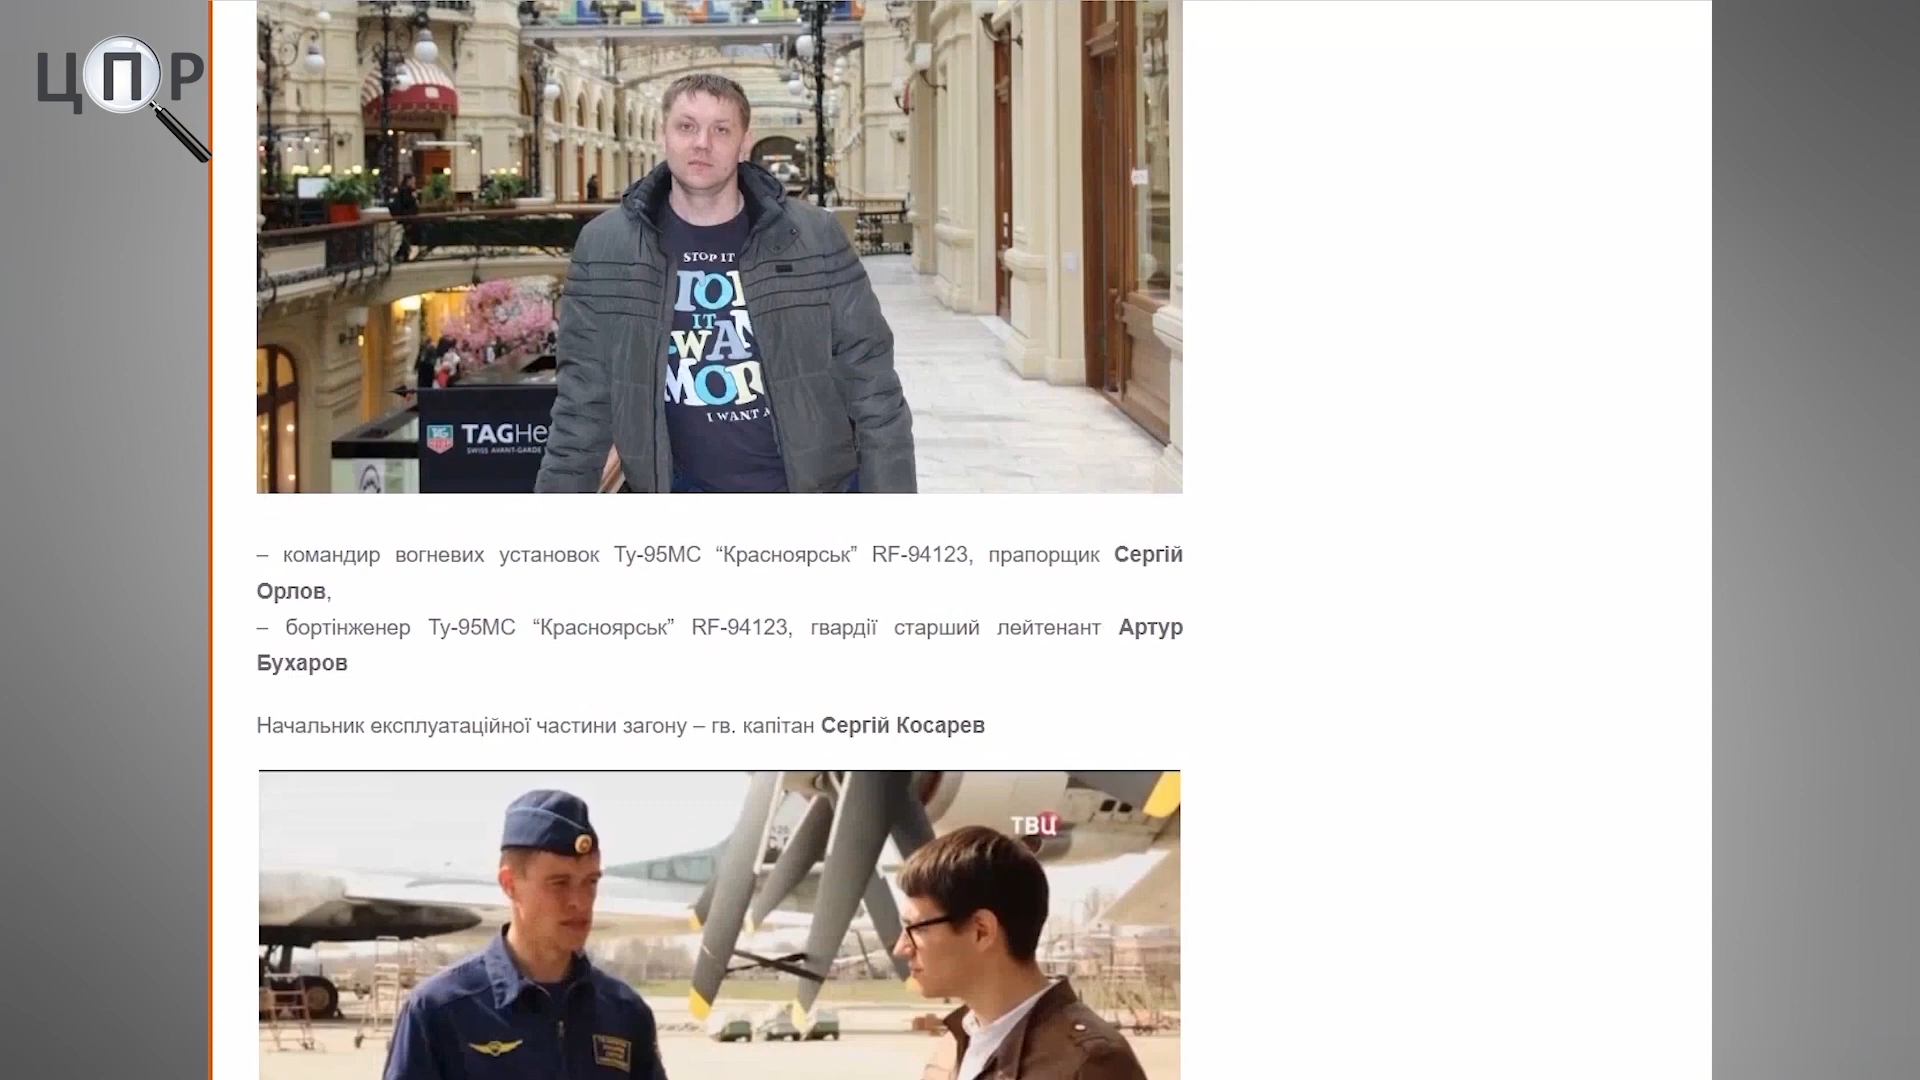 ЦПР
STOP IT
IT
I WANT
TAG
TAGHe
SWISS AVANT-GARDE
– командир вогневих установок Ту-95МС “Красноярськ” RF-94123, прапорщик Сергій
Орлов,
– бортінженер Ту-95МС “Красноярськ” RF-94123, гвардії старший лейтенант Артур
Бухаров
Начальник експлуатаційної частини загону – гв. капітан Сергій Косарев
ТВЦ